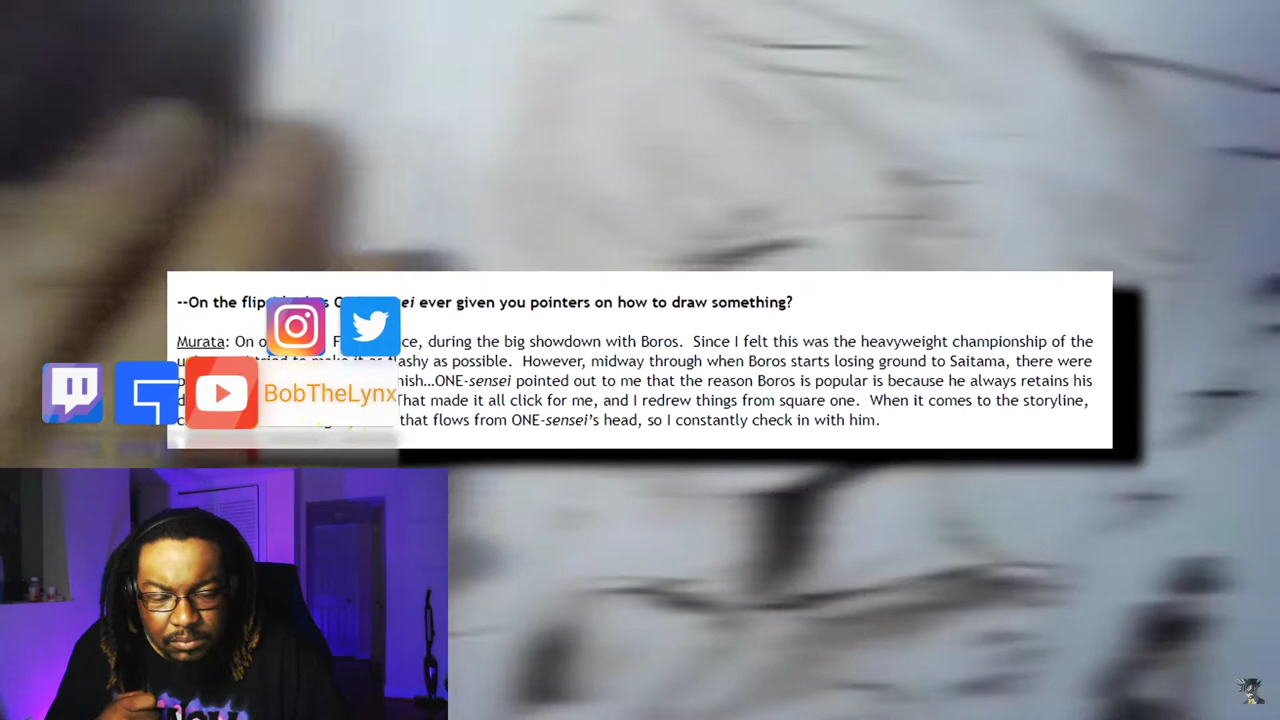 --On the flip ever given you pointers on how to draw something?
Murata: On o ce, during the big showdown with Boros. Since I felt this was the heavyweight championship of the
flashy as possible. However, midway through when Boros starts losing ground to Saitama, there were
nish...ONE-sensei pointed out to me that the reason Boros is popular is because he always retains his
That made it all click for me, and I redrew things from square one. When it comes to the storyline,
that flows from ONE-sensei's head, so I constantly check in with him.
BobTheLynx